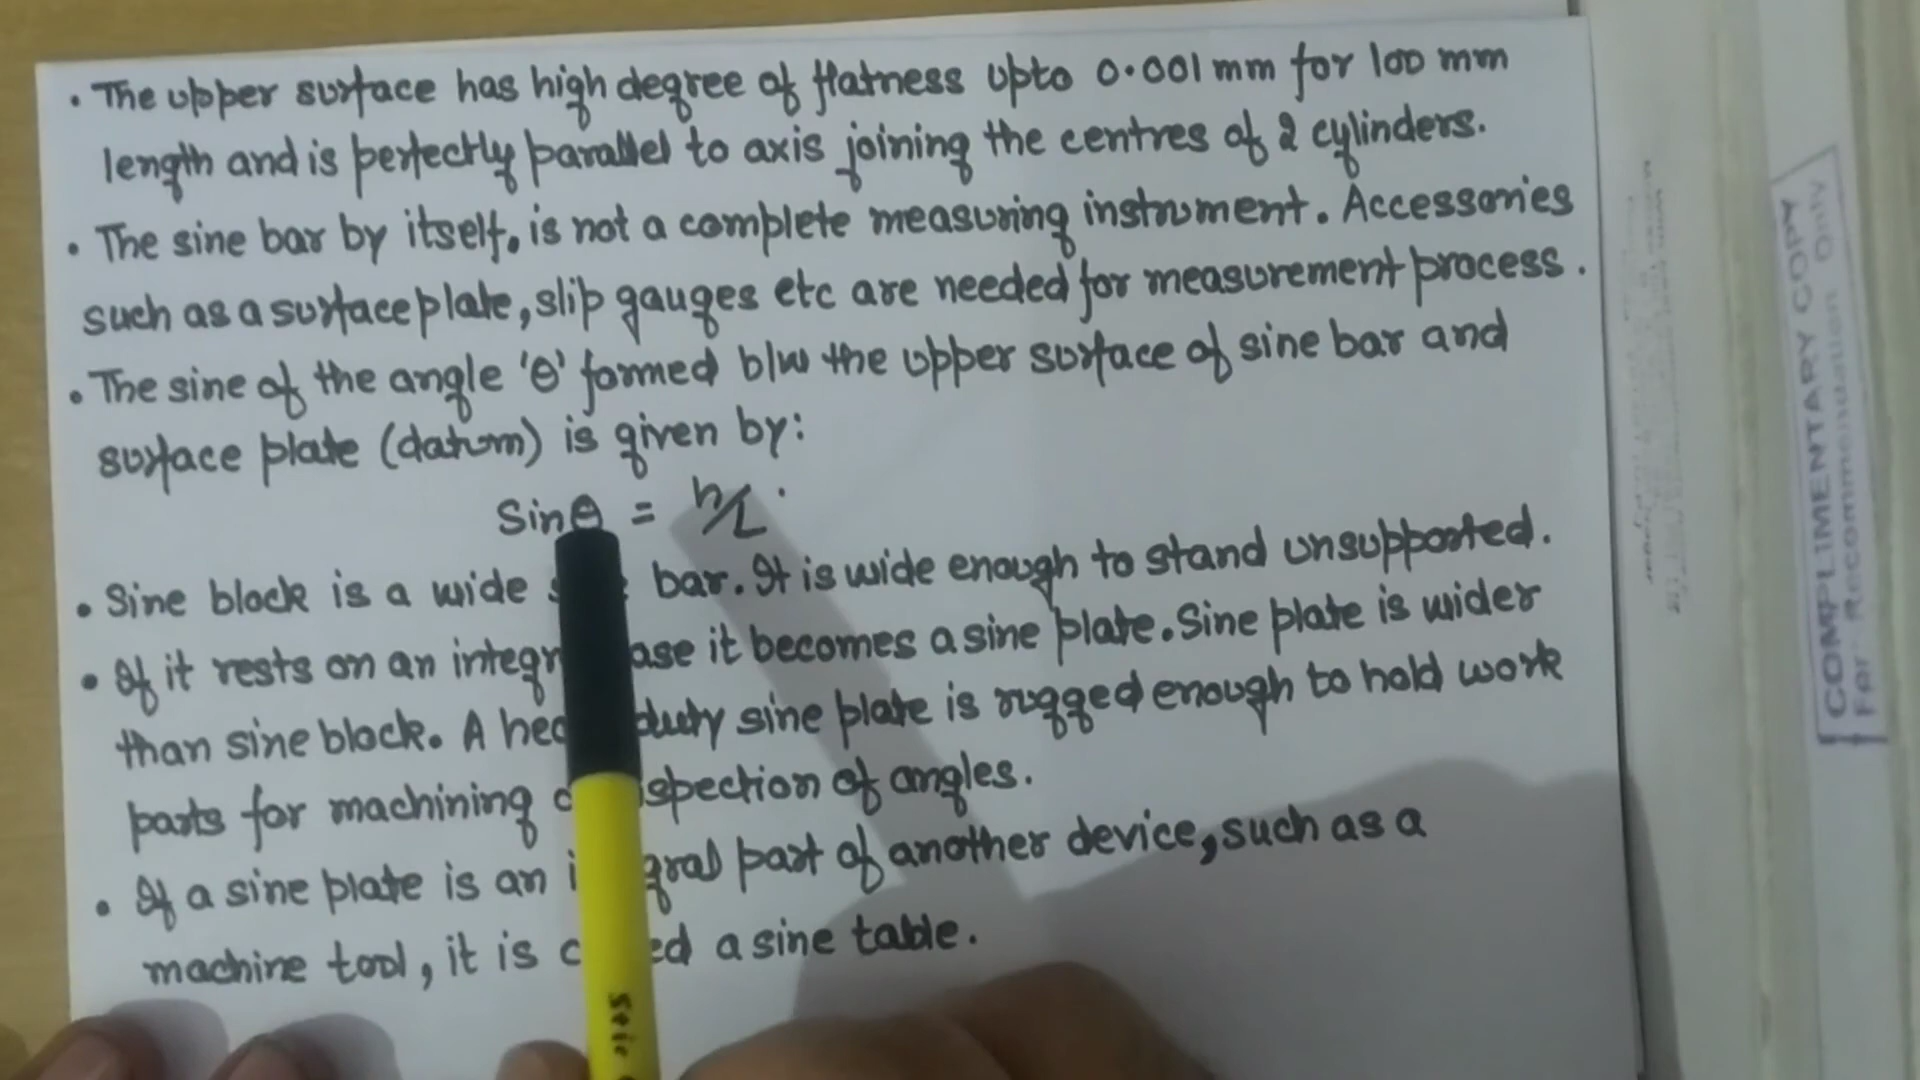 • The upper surface has high degree of flatness upto 0.001 mm for 100 mm
length and is perfectly parallel to axis joining the centres of 2 cylinders.
• The sine bar by itself, is not a complete measuring instrument. Accessories
such as a surface plate, slip gauges etc are needed for measurement process.
• The sine of the angle 'θ' formed b/w the upper surface of sine bar and
surface plate (datum) is given by:
Sinθ = h/L.
• Sine block is a wide bar. It is wide enough to stand unsupported.
• If it rests on an it becomes a sine plate. Sine plate is wider
than sine block. A duty sine plate is rugged enough to hold work
parts for machining of angles.
• If a sine plate is an part of another device, such as a
machine tool, it is a sine table.
COMPLIMENTARY COPY
For Recommendation Only